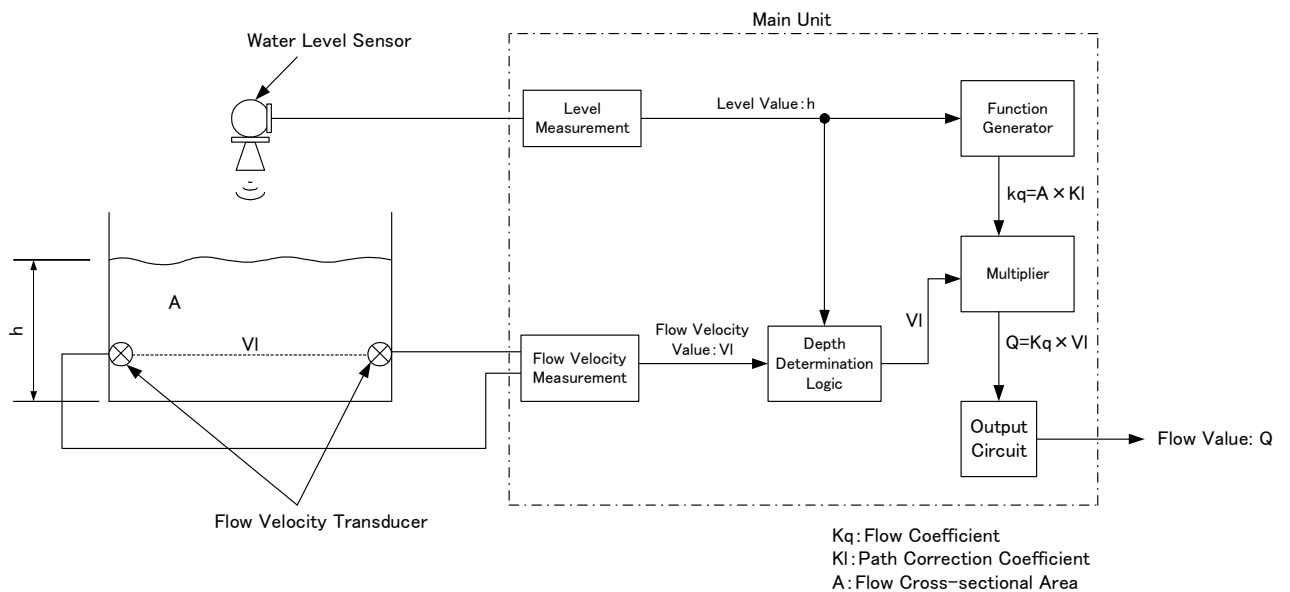 Main Unit
Water Level Sensor
Level
Measurement
Level Value:h
Function
Generator
kq=A×Kl
Multiplier
A
h
Vl
Flow Velocity
Measurement
Flow Velocity
Value:Vl
Depth
Determination
Logic
Vl
Q=Kq×Vl
Output
Circuit
Flow Value: Q
Flow Velocity Transducer
Kq:Flow Coefficient
Kl:Path Correction Coefficient
A:Flow Cross-sectional Area